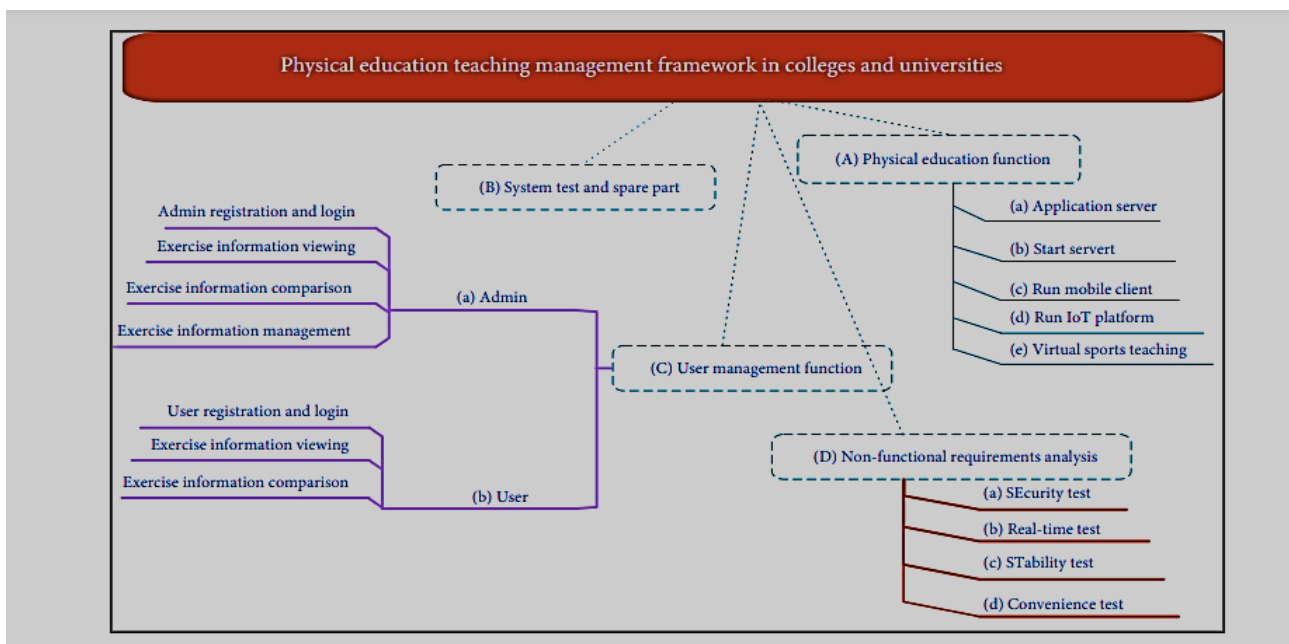 Physical education teaching management framework in colleges and universities
(A) Physical education function
(a) Application server
(b) Start servert
(c) Run mobile client
(d) Run IoT platform
(e) Virtual sports teaching
(B) System test and spare part
(C) User management function
(a) Admin
Admin registration and login
Exercise information viewing
Exercise information comparison
Exercise information management
(b) User
User registration and login
Exercise information viewing
Exercise information comparison
(D) Non-functional requirements analysis
(a) SEcurity test
(b) Real-time test
(c) STability test
(d) Convenience test